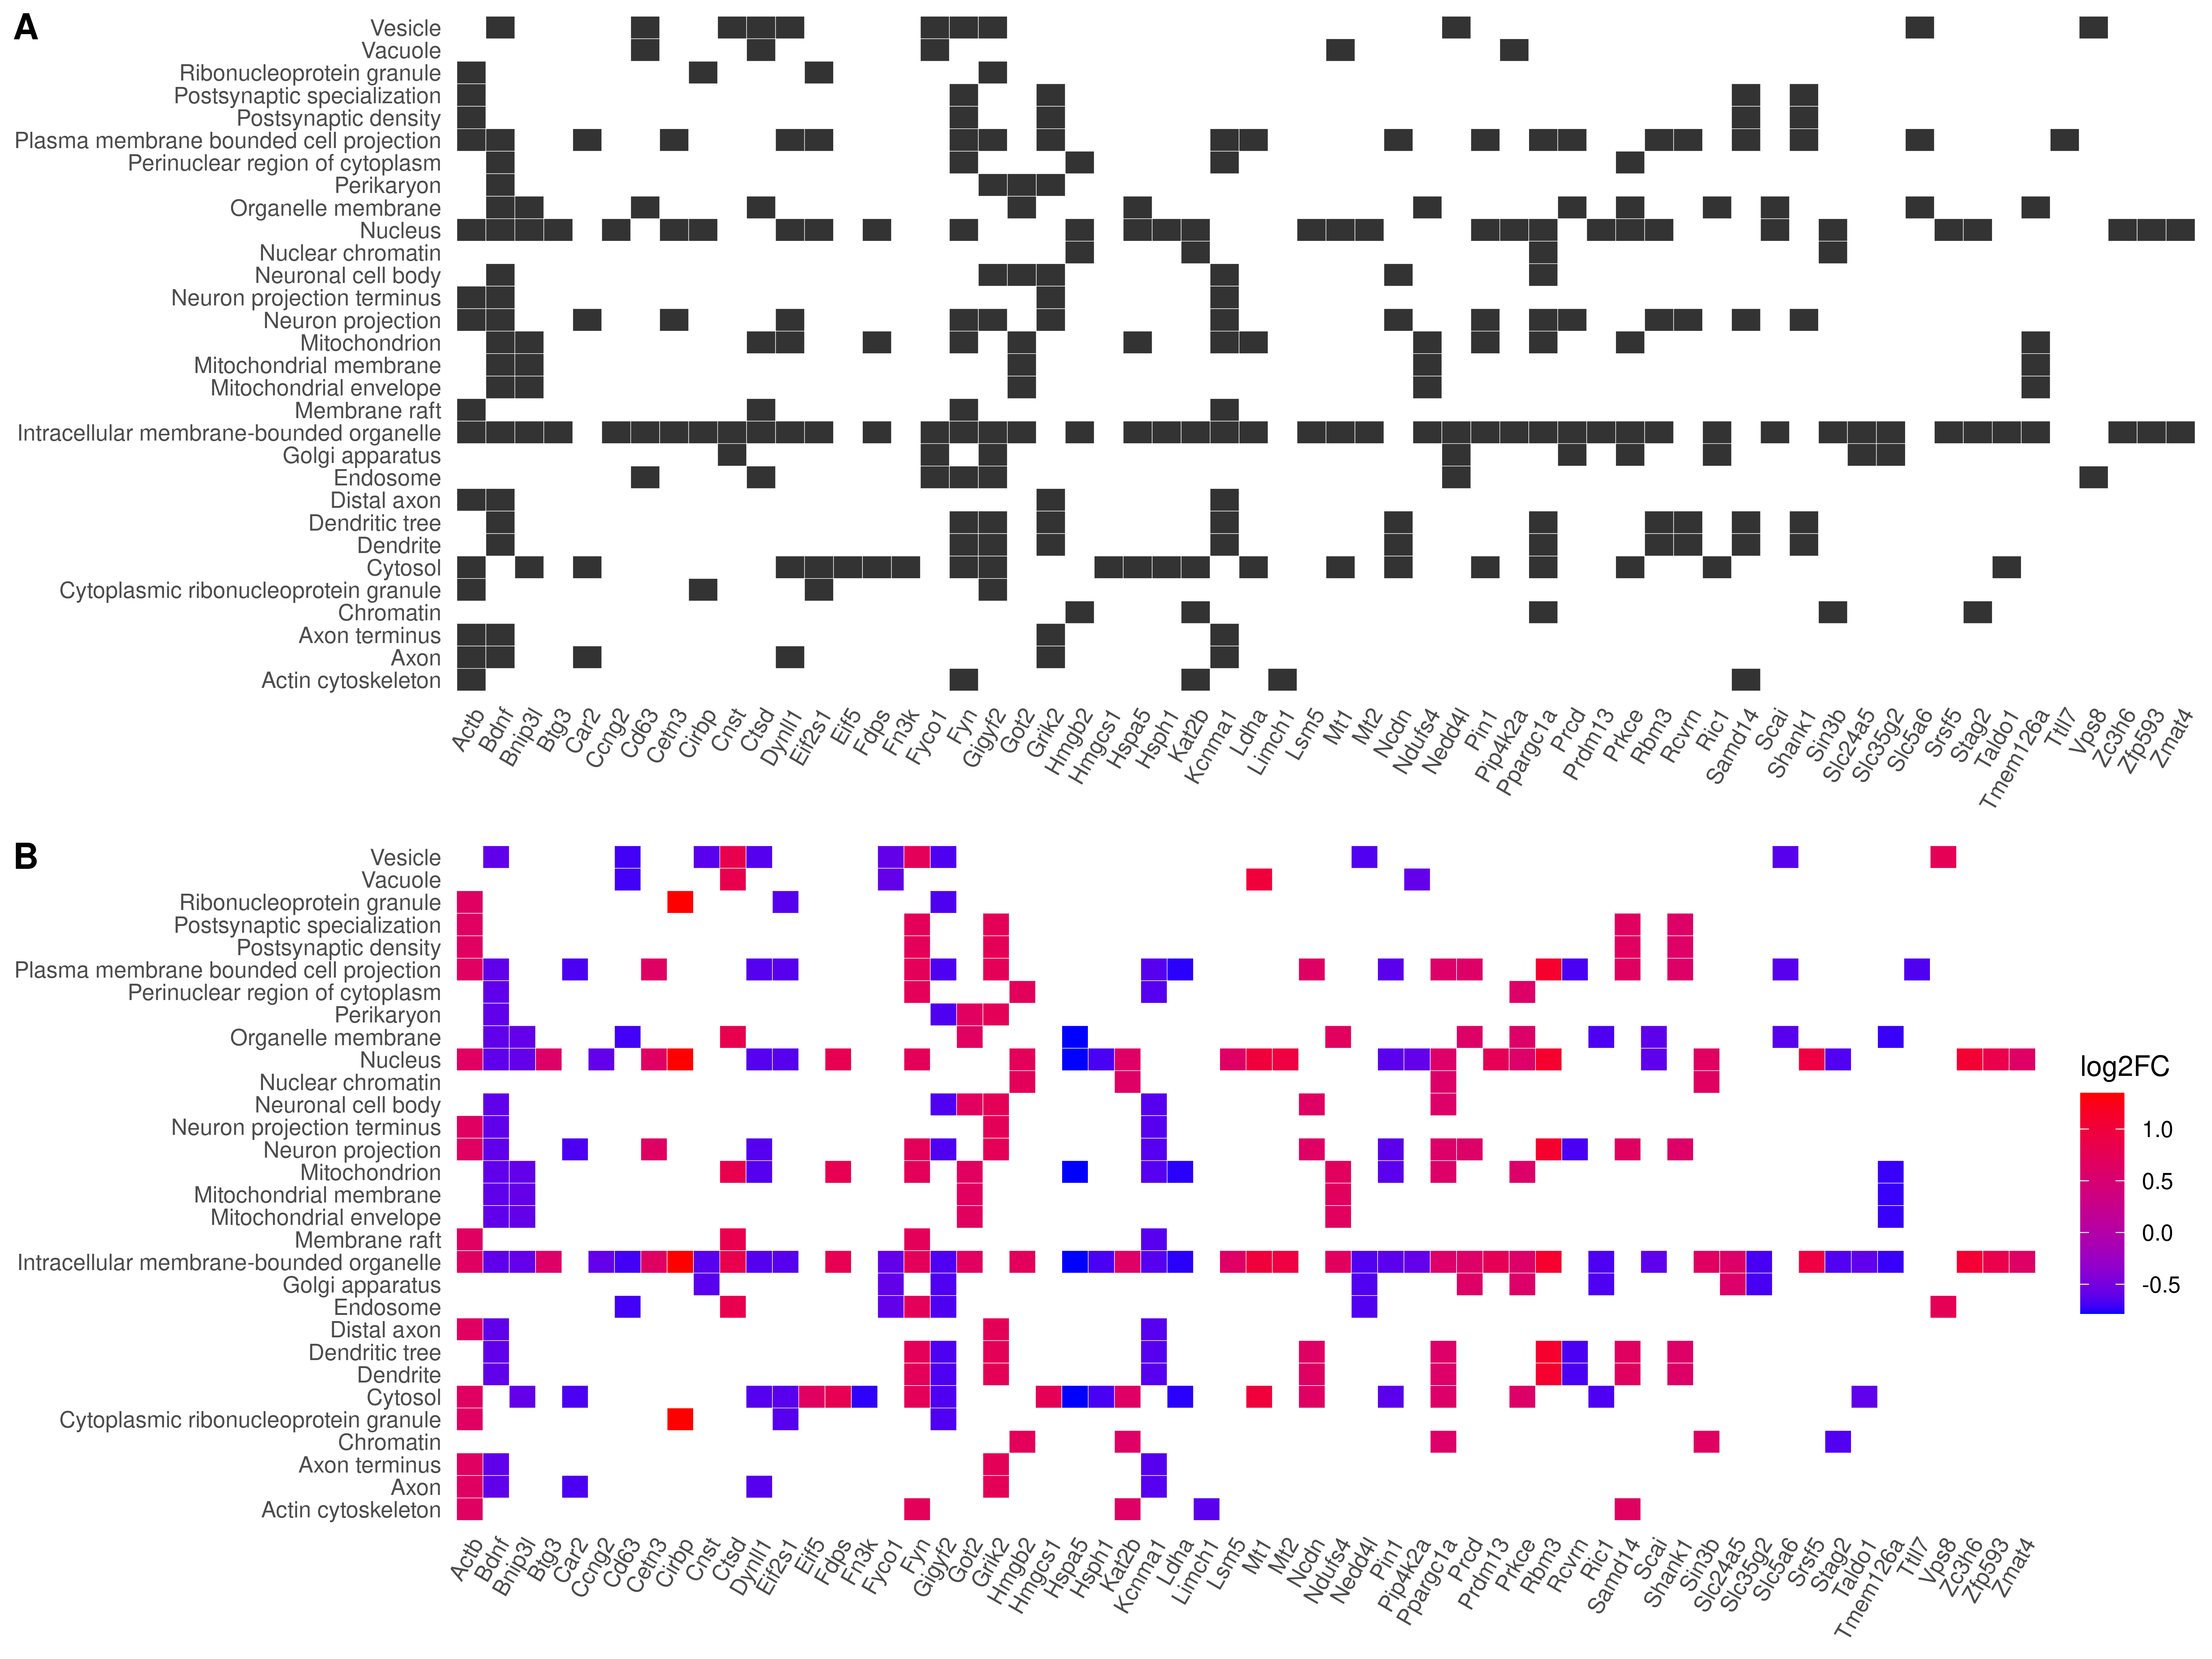 A
Vesicle
Vacuole
Ribonucleoprotein granule
Postsynaptic specialization
Postsynaptic density
Plasma membrane bounded cell projection
Perinuclear region of cytoplasm
Perikaryon
Organelle membrane
Nucleus
Nuclear chromatin
Neuronal cell body
Neuron projection terminus
Neuron projection
Mitochondrion
Mitochondrial membrane
Mitochondrial envelope
Membrane raft
Intracellular membrane-bounded organelle
Golgi apparatus
Endosome
Distal axon
Dendritic tree
Dendrite
Cytosol
Cytoplasmic ribonucleoprotein granule
Chromatin
Axon terminus
Axon
Actin cytoskeleton
Actb Bdnf Bnip3l Btg3 Car2 Ccng2 Cd63 Cetn3 Cirbp Cnst Ctsd Dynll1 Eif2s1 Eif5 Fdps Fn3k Fyco1 Fyn Gigyf2 Got2 Grik2 Hmgb2 Hmgcs1 Hspa5 Hsph1 Kat2b Kcnma1 Ldha Limch1 Lsm5 Mt1 Mt2 Ncdn Ndufs4 Nedd4l Pin1 Pip4k2a Ppargc1a Prcd Prdm13 Prkce Rbm3 Rcvrn Ric1 Samd14 Scai Shank1 Sin3b Slc24a5 Slc35g2 Slc5a6 Srsf5 Stag2 Taldo1 Tmem126a Ttll7 Vps8 Zc3h6 Zfp593 Zmat4
B
Vesicle
Vacuole
Ribonucleoprotein granule
Postsynaptic specialization
Postsynaptic density
Plasma membrane bounded cell projection
Perinuclear region of cytoplasm
Perikaryon
Organelle membrane
Nucleus
Nuclear chromatin
Neuronal cell body
Neuron projection terminus
Neuron projection
Mitochondrion
Mitochondrial membrane
Mitochondrial envelope
Membrane raft
Intracellular membrane-bounded organelle
Golgi apparatus
Endosome
Distal axon
Dendritic tree
Dendrite
Cytosol
Cytoplasmic ribonucleoprotein granule
Chromatin
Axon terminus
Axon
Actin cytoskeleton
Actb Bdnf Bnip3l Btg3 Car2 Ccng2 Cd63 Cetn3 Cirbp Cnst Ctsd Dynll1 Eif2s1 Eif5 Fdps Fn3k Fyco1 Fyn Gigyf2 Got2 Grik2 Hmgb2 Hmgcs1 Hspa5 Hsph1 Kat2b Kcnma1 Ldha Limch1 Lsm5 Mt1 Mt2 Ncdn Ndufs4 Nedd4l Pin1 Pip4k2a Ppargc1a Prcd Prdm13 Prkce Rbm3 Rcvrn Ric1 Samd14 Scai Shank1 Sin3b Slc24a5 Slc35g2 Slc5a6 Srsf5 Stag2 Taldo1 Tmem126a Ttll7 Vps8 Zc3h6 Zfp593 Zmat4
log2FC
1.0
0.5
0.0
-0.5